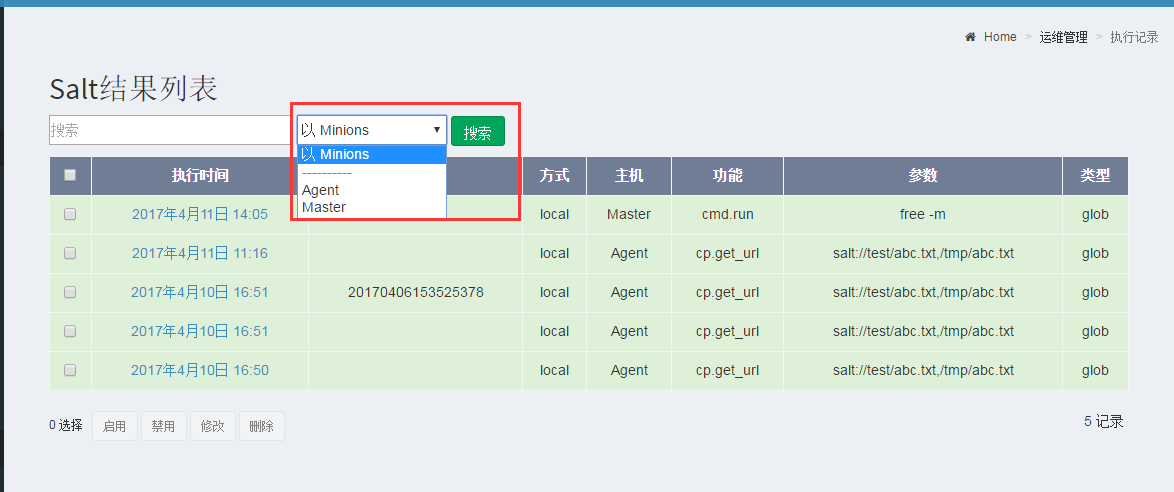 Home > 运维管理 > 执行记录
Salt结果列表
搜索 以 Minions 搜索
以 Minions
----------
Agent
Master
执行时间 方式 主机 功能 参数 类型
2017年4月11日 14:05 local Master cmd.run free -m glob
2017年4月11日 11:16 local Agent cp.get_url salt://test/abc.txt,/tmp/abc.txt glob
2017年4月10日 16:51 20170406153525378 local Agent cp.get_url salt://test/abc.txt,/tmp/abc.txt glob
2017年4月10日 16:51 local Agent cp.get_url salt://test/abc.txt,/tmp/abc.txt glob
2017年4月10日 16:50 local Agent cp.get_url salt://test/abc.txt,/tmp/abc.txt glob
0 选择 启用 禁用 修改 删除 5 记录